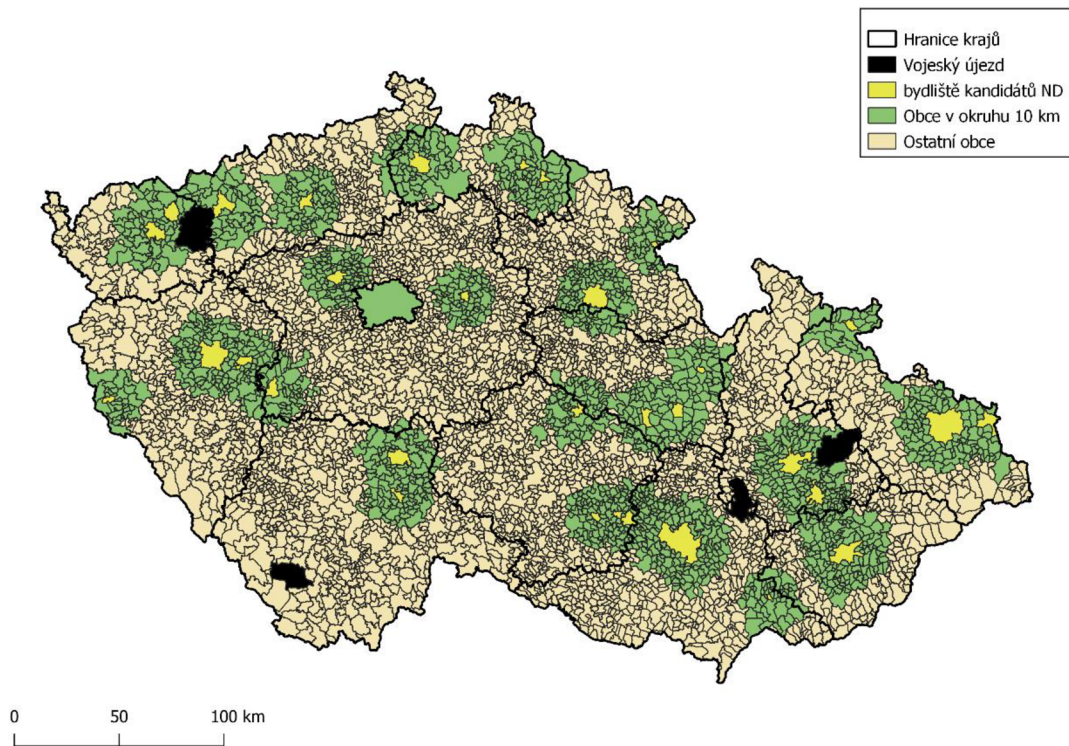 Hranice krajů
Vojeský újezd
bydliště kandidátů ND
Obce v okruhu 10 km
Ostatní obce
0 50 100 km